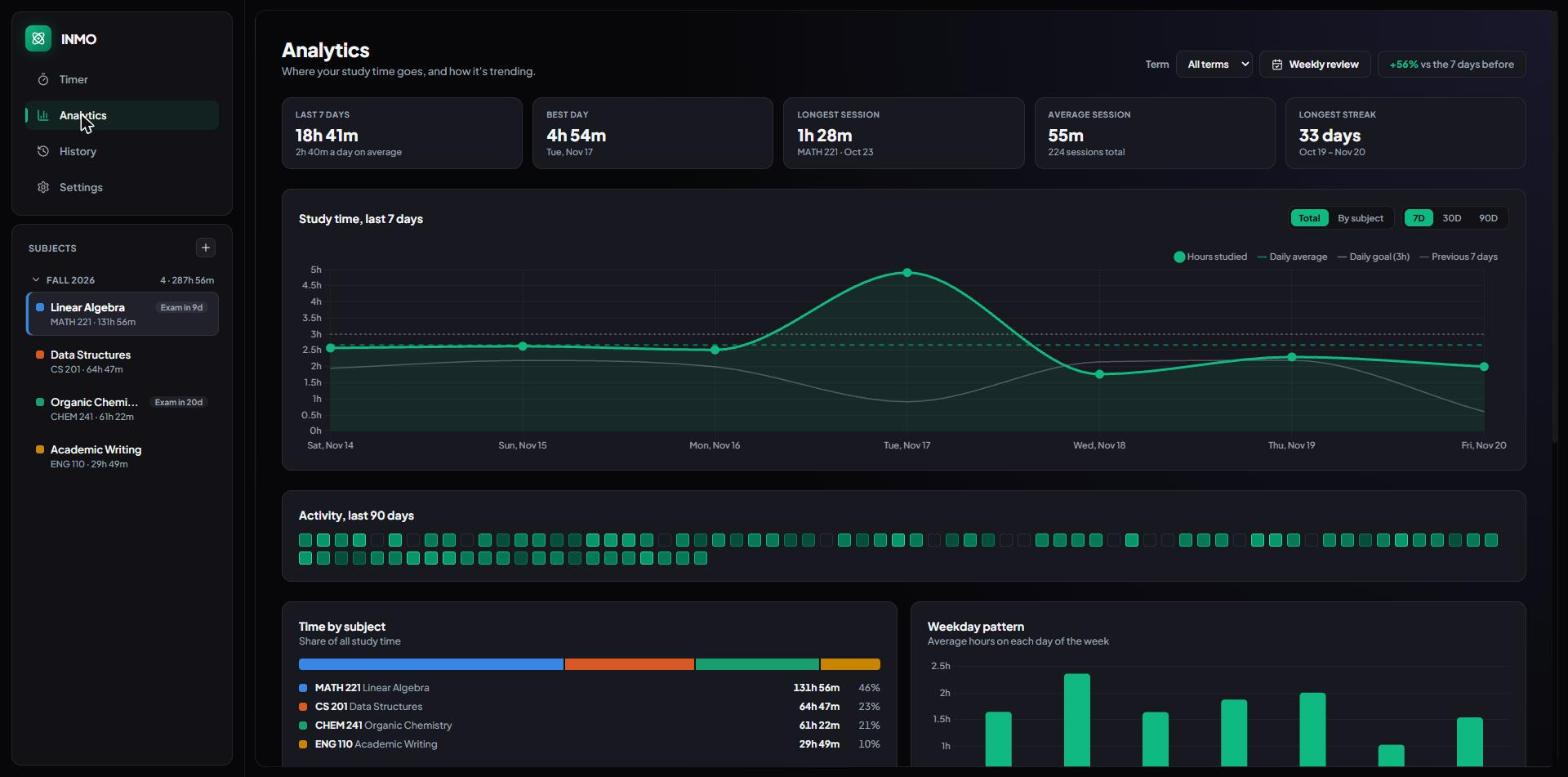 INMO
Timer
Analytics
History
Settings
SUBJECTS
+
FALL 2026 4 · 287h 56m
Linear Algebra Exam in 9d
MATH 221 · 131h 56m
Data Structures
CS 201 · 64h 47m
Organic Chemi... Exam in 20d
CHEM 241 · 61h 22m
Academic Writing
ENG 110 · 29h 49m
Analytics
Where your study time goes, and how it's trending.
Term All terms Weekly review +56% vs the 7 days before
LAST 7 DAYS
18h 41m
2h 40m a day on average
BEST DAY
4h 54m
Tue, Nov 17
LONGEST SESSION
1h 28m
MATH 221 · Oct 23
AVERAGE SESSION
55m
224 sessions total
LONGEST STREAK
33 days
Oct 19 – Nov 20
Study time, last 7 days
Total By subject 7D 30D 90D
Hours studied Daily average Daily goal (3h) Previous 7 days
5h
4.5h
4h
3.5h
3h
2.5h
2h
1.5h
1h
0.5h
0h
Sat, Nov 14 Sun, Nov 15 Mon, Nov 16 Tue, Nov 17 Wed, Nov 18 Thu, Nov 19 Fri, Nov 20
Activity, last 90 days
Time by subject
Share of all study time
MATH 221 Linear Algebra 131h 56m 46%
CS 201 Data Structures 64h 47m 23%
CHEM 241 Organic Chemistry 61h 22m 21%
ENG 110 Academic Writing 29h 49m 10%
Weekday pattern
Average hours on each day of the week
2.5h
2h
1.5h
1h